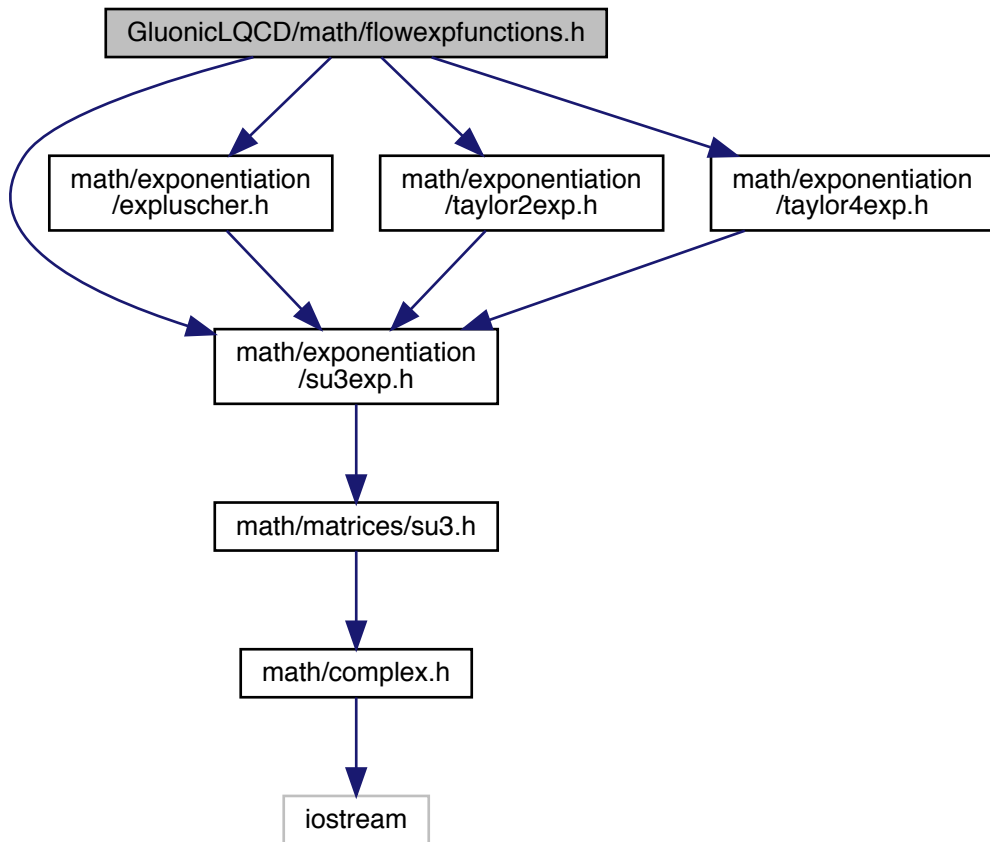 GluonicLQCD/math/flowexpfunctions.h
math/exponentiation
/expluscher.h
math/exponentiation
/taylor2exp.h
math/exponentiation
/taylor4exp.h
math/exponentiation
/su3exp.h
math/matrices/su3.h
math/complex.h
iostream